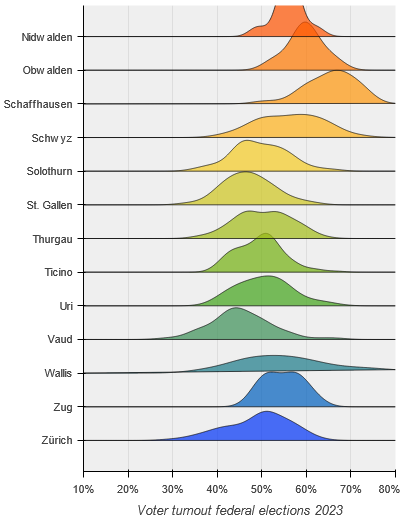 Nidwalden
Obwalden
Schaffhausen
Schwyz
Solothurn
St. Gallen
Thurgau
Ticino
Uri
Vaud
Wallis
Zug
Zürich
10% 20% 30% 40% 50% 60% 70% 80%
Voter turnout federal elections 2023